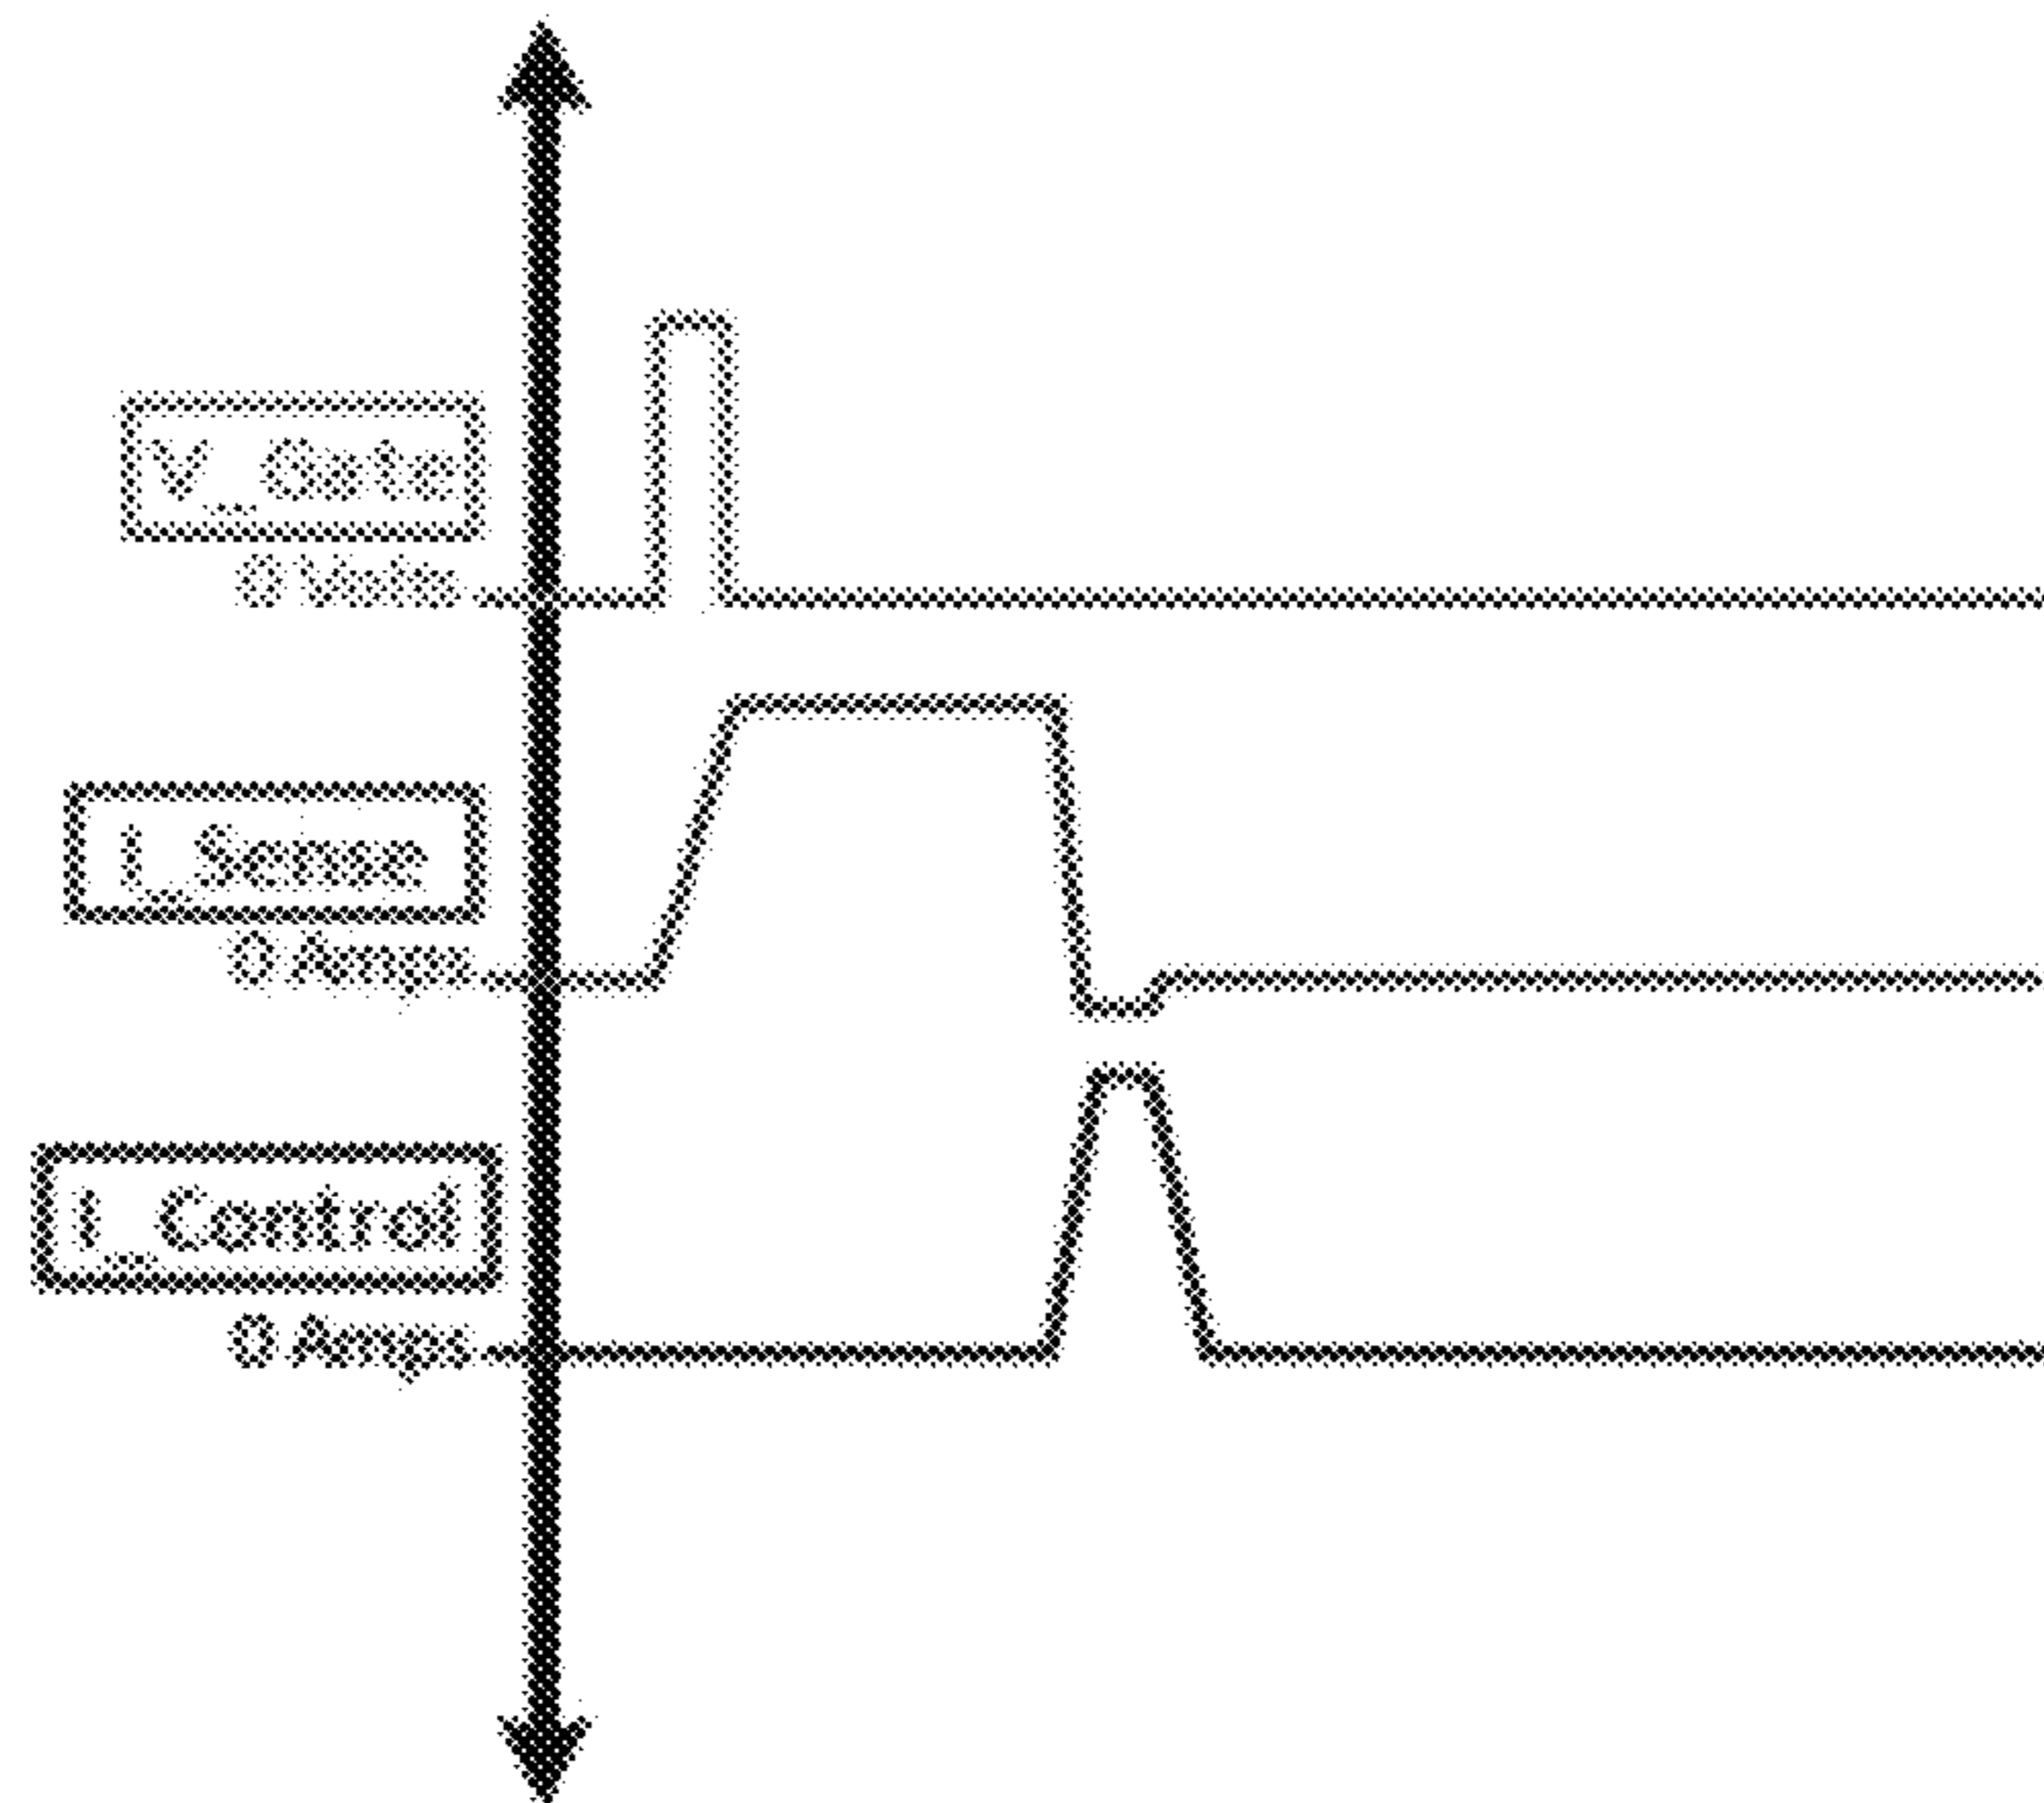 V_Gate
0 Volts
I_Sense
0 Amps
I_Control
0 Amps